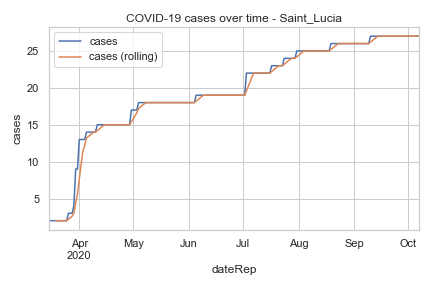 COVID-19 cases over time - Saint_Lucia
cases
cases (rolling)
cases
25
20
15
10
5
Apr
2020
May
Jun
Jul
Aug
Sep
Oct
dateRep